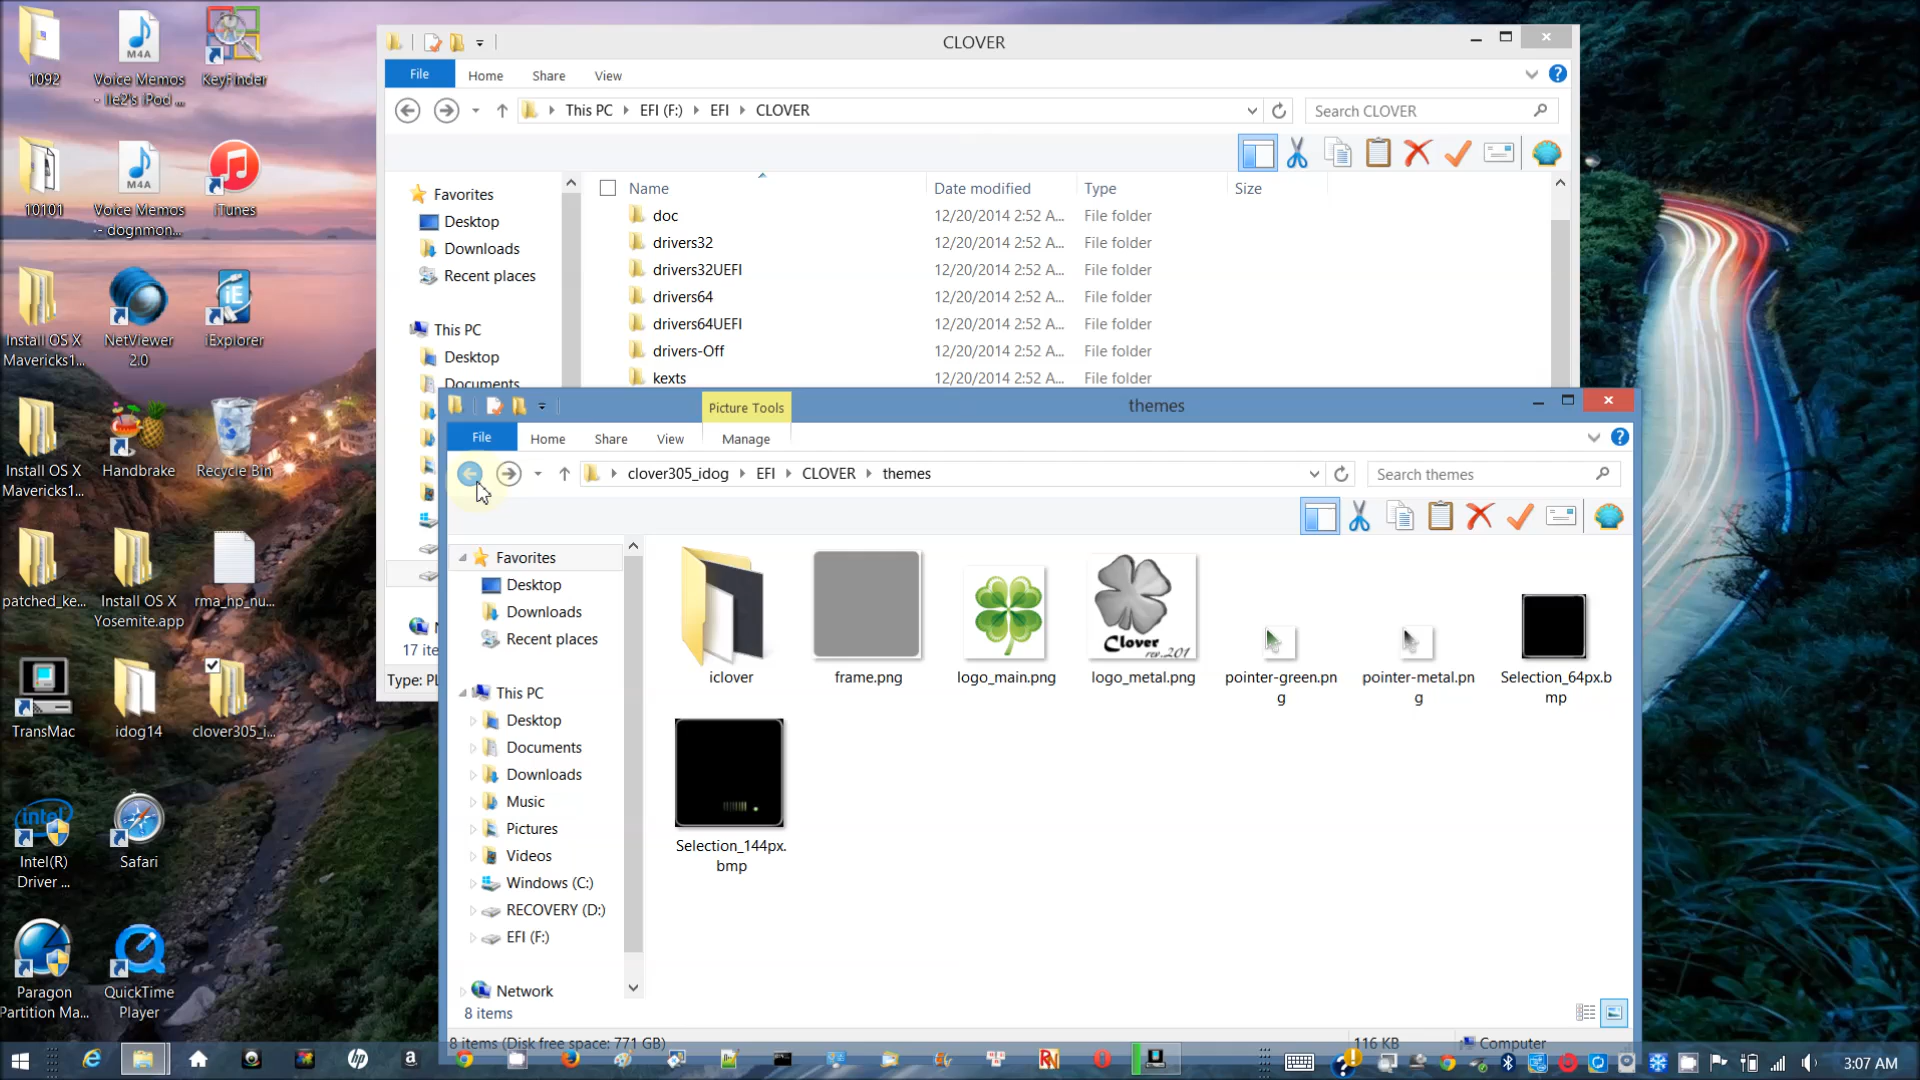 1092
M4A
Voice Memos
- lle2's iPod ...
KeyFinder
10101
M4A
Voice Memos
-- dognmon...
iTunes
Install OS X
Mavericks1...
NetViewer
2.0
iE
iExplorer
Install OS X
Mavericks1...
Handbrake
Recycle Bin
patched_ke...
Install OS X
Yosemite.app
rma_hp_nu...
TransMac
idog14
clover305_i...
intel
Intel(R)
Driver ...
Safari
Paragon
Partition Ma...
QuickTime
Player
CLOVER
File
Home
Share
View
This PC
EFI (F:)
EFI
CLOVER
Search CLOVER
Favorites
Desktop
Downloads
Recent places
This PC
Desktop
Documents
17 ite
Type: PL
Name
Date modified
Type
Size
doc 12/20/2014 2:52 A... File folder
drivers32 12/20/2014 2:52 A... File folder
drivers32UEFI 12/20/2014 2:52 A... File folder
drivers64 12/20/2014 2:52 A... File folder
drivers64UEFI 12/20/2014 2:52 A... File folder
drivers-Off 12/20/2014 2:52 A... File folder
kexts 12/20/2014 2:52 A... File folder
Picture Tools
themes
File
Home
Share
View
Manage
clover305_idog
EFI
CLOVER
themes
Search themes
Favorites
Desktop
Downloads
Recent places
This PC
Desktop
Documents
Downloads
Music
Pictures
Videos
Windows (C:)
RECOVERY (D:)
EFI (F:)
Network
8 items
iclover
frame.png
logo_main.png
Clover
rev.201
logo_metal.png
pointer-green.pn
g
pointer-metal.pn
g
Selection_64px.b
mp
Selection_144px.
bmp
8 items (Disk free space: 771 GB)
116 KB
Computer
hp
a
3:07 AM